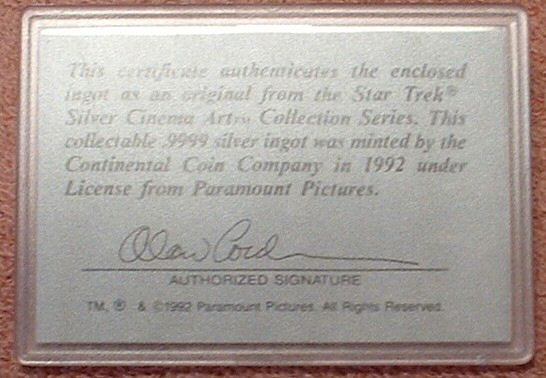 This certificate authenticates the enclosed
ingot as an original from the Star Trek®
Silver Cinema Art™ Collection Series. This
collectable .9999 silver ingot was minted by the
Continental Coin Company in 1992 under
License from Paramount Pictures.
AUTHORIZED SIGNATURE
TM, ® & ©1992 Paramount Pictures. All Rights Reserved.